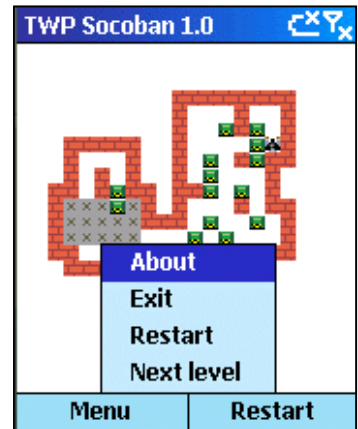 TWP Socoban 1.0
About
Exit
Restart
Next level
Menu Restart